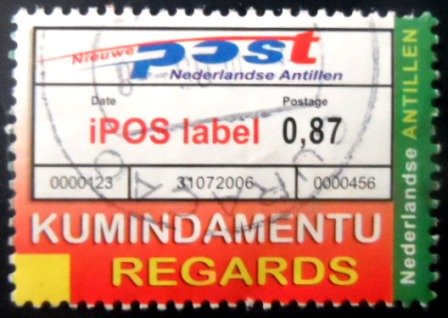 Nieuwe post
Nederlandse Antillen
Date Postage
iPOS label 0,87
0000123 31072006 0000456
KUMINDAMENTU
REGARDS
Nederlandse ANTILLEN